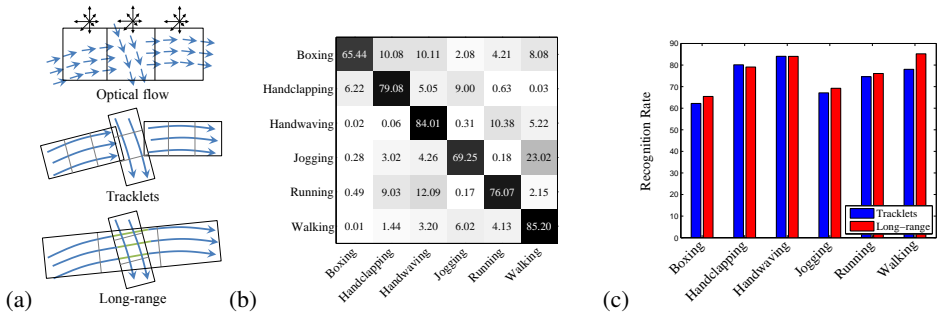 Optical flow
Tracklets
Long-range
(a)
Boxing 65.44 10.08 10.11 2.08 4.21 8.08
Handclapping 6.22 79.08 5.05 9.00 0.63 0.03
Handwaving 0.02 0.06 84.01 0.31 10.38 5.22
Jogging 0.28 3.02 4.26 69.25 0.18 23.02
Running 0.49 9.03 12.09 0.17 76.07 2.15
Walking 0.01 1.44 3.20 6.02 4.13 85.20
Boxing Handclapping Handwaving Jogging Running Walking
(b)
Recognition Rate
90
80
70
60
50
40
30
20
10
0
Tracklets
Long-range
Boxing Handclapping Handwaving Jogging Running Walking
(c)